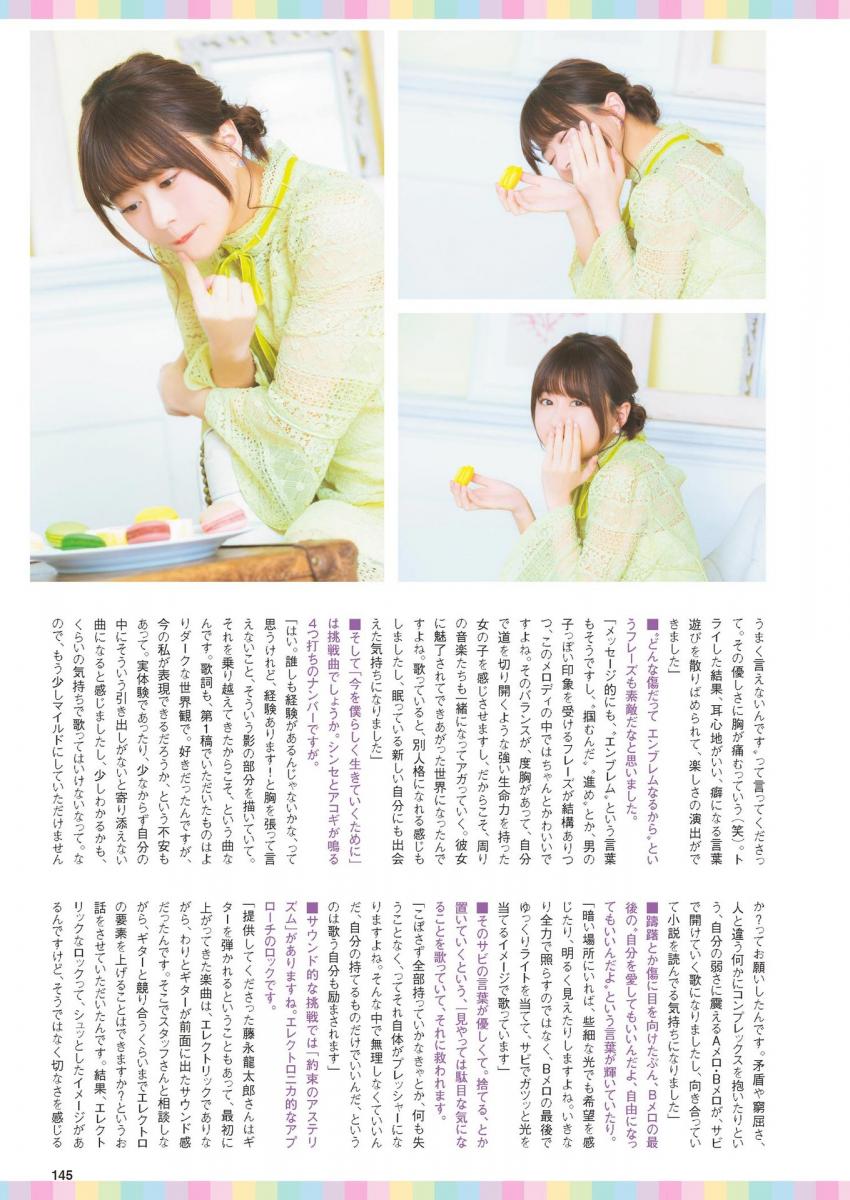 うまく言えないんです〟って言ってくださっ
て。その優しさに胸が痛むっていう(笑)。ト
ライした結果、耳心地がいい、癖になる言葉
遊びを散りばめられて、楽しさの演出がで
きました」
■〝どんな傷だって エンブレムなるから〟とい
うフレーズも素敵だなと思いました。
「メッセージ的にも、〝エンブレム〟という言葉
もそうですし、〝掴むんだ〟〝進め〟とか、男の
子っぽい印象を受けるフレーズが結構ありつ
つ、このメロディの中ではちゃんとかわいいで
すよね。そのバランスが、度胸があって、自分
で道を切り開くような強い生命力を持った
女の子を感じさせますし、だからこそ、周り
の音楽たちも一緒になってアガっていく。彼女
に魅了されてできあがった世界になったんで
すよね。歌っていると、別人格になれる感じも
しましたし、眠っている新しい自分にも出会
えた気持ちになりました」
■そして「今を僕らしく生きていくために」
は挑戦曲でしょうか。シンセとアコギが鳴る
4つ打ちのナンバーですが。
「はい。誰しも経験があるんじゃないかな、って
思うけれど、経験あります!と胸を張って言
えないこと、そういう影の部分を描いていて。
それを乗り越えてきたからこそ、という曲な
んです。歌詞も、第1稿でいただいたものはよ
りダークな世界観で。好きだったんですが、
今の私が表現できるだろうか、という不安も
あって。実体験であったり、少なからず自分の
中にそういう引き出しがないと寄り添えない
曲になると感じましたし、少しわかるかも、
くらいの気持ちで歌ってはいけないなって。な
ので、もう少しマイルドにしていただけません
か?ってお願いしたんです。矛盾や窮屈さ、
人と違う何かにコンプレックスを抱いたりとい
う、自分の弱さに震えるAメロ・Bメロが、サビ
で開けていく歌になりましたし、向き合ってい
て小説を読んでる気持ちになりました」
■躊躇とか傷に目を向けたぶん、Bメロの最
後の〝自分を愛してもいいんだよ、自由になっ
てもいいんだよ〟という言葉が輝いていたり。
「暗い場所にいれば、些細な光でも希望を感
じたり、明るく見えたりしますよね。いきな
り全力で照らすのではなく、Bメロの最後で
ゆっくりライトを当てて、サビでガツッと光を
当てるイメージで歌っています」
■そのサビの言葉が優しくて。捨てる、とか
置いていくという、一見やっては駄目な気にな
ることを歌っていて、それに救われます。
「こぼさず全部持っていかなきゃとか、何も失
うことなく、ってそれ自体がプレッシャーにな
りますよね。そんな中で無理しなくていいん
だ、自分の持てるものだけでいいんだ、という
のは歌う自分も励まされます」
■サウンド的な挑戦では「約束のアステリ
ズム」がありますね。エレクトロニカ的なアプ
ローチのロックです。
「提供してくださった藤永龍太郎さんはギ
ターを弾かれるということもあって、最初に
上がってきた楽曲は、エレクトリックでありな
がら、わりとギターが前面に出たサウンド感
だったんです。そこでスタッフさんと相談しな
がら、ギターと競り合うくらいまでエレクトロ
の要素を上げることはできますか?というお
話をさせていただいたんです。結果、エレクト
リックなロックって、シュッとしたイメージがあ
るんですけど、そうではなく切なさを感じる
145